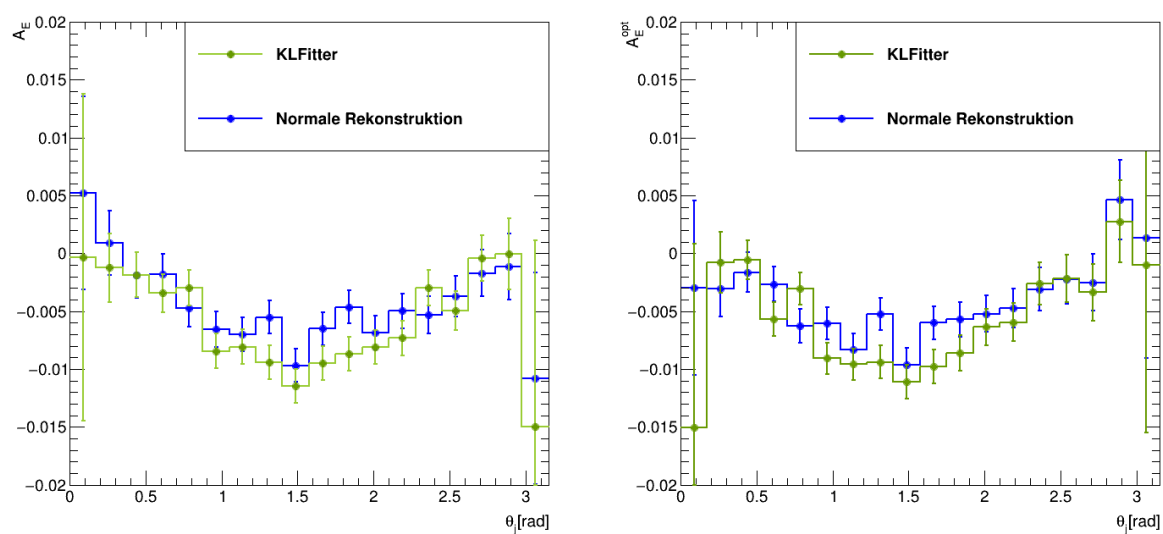 A_E
0.02
0.015
0.01
0.005
0
−0.005
−0.01
−0.015
−0.02
KLFitter
Normale Rekonstruktion
0 0.5 1 1.5 2 2.5 3
θ_j[rad]
A_E^opt
0.02
0.015
0.01
0.005
0
−0.005
−0.01
−0.015
−0.02
KLFitter
Normale Rekonstruktion
0 0.5 1 1.5 2 2.5 3
θ_j[rad]